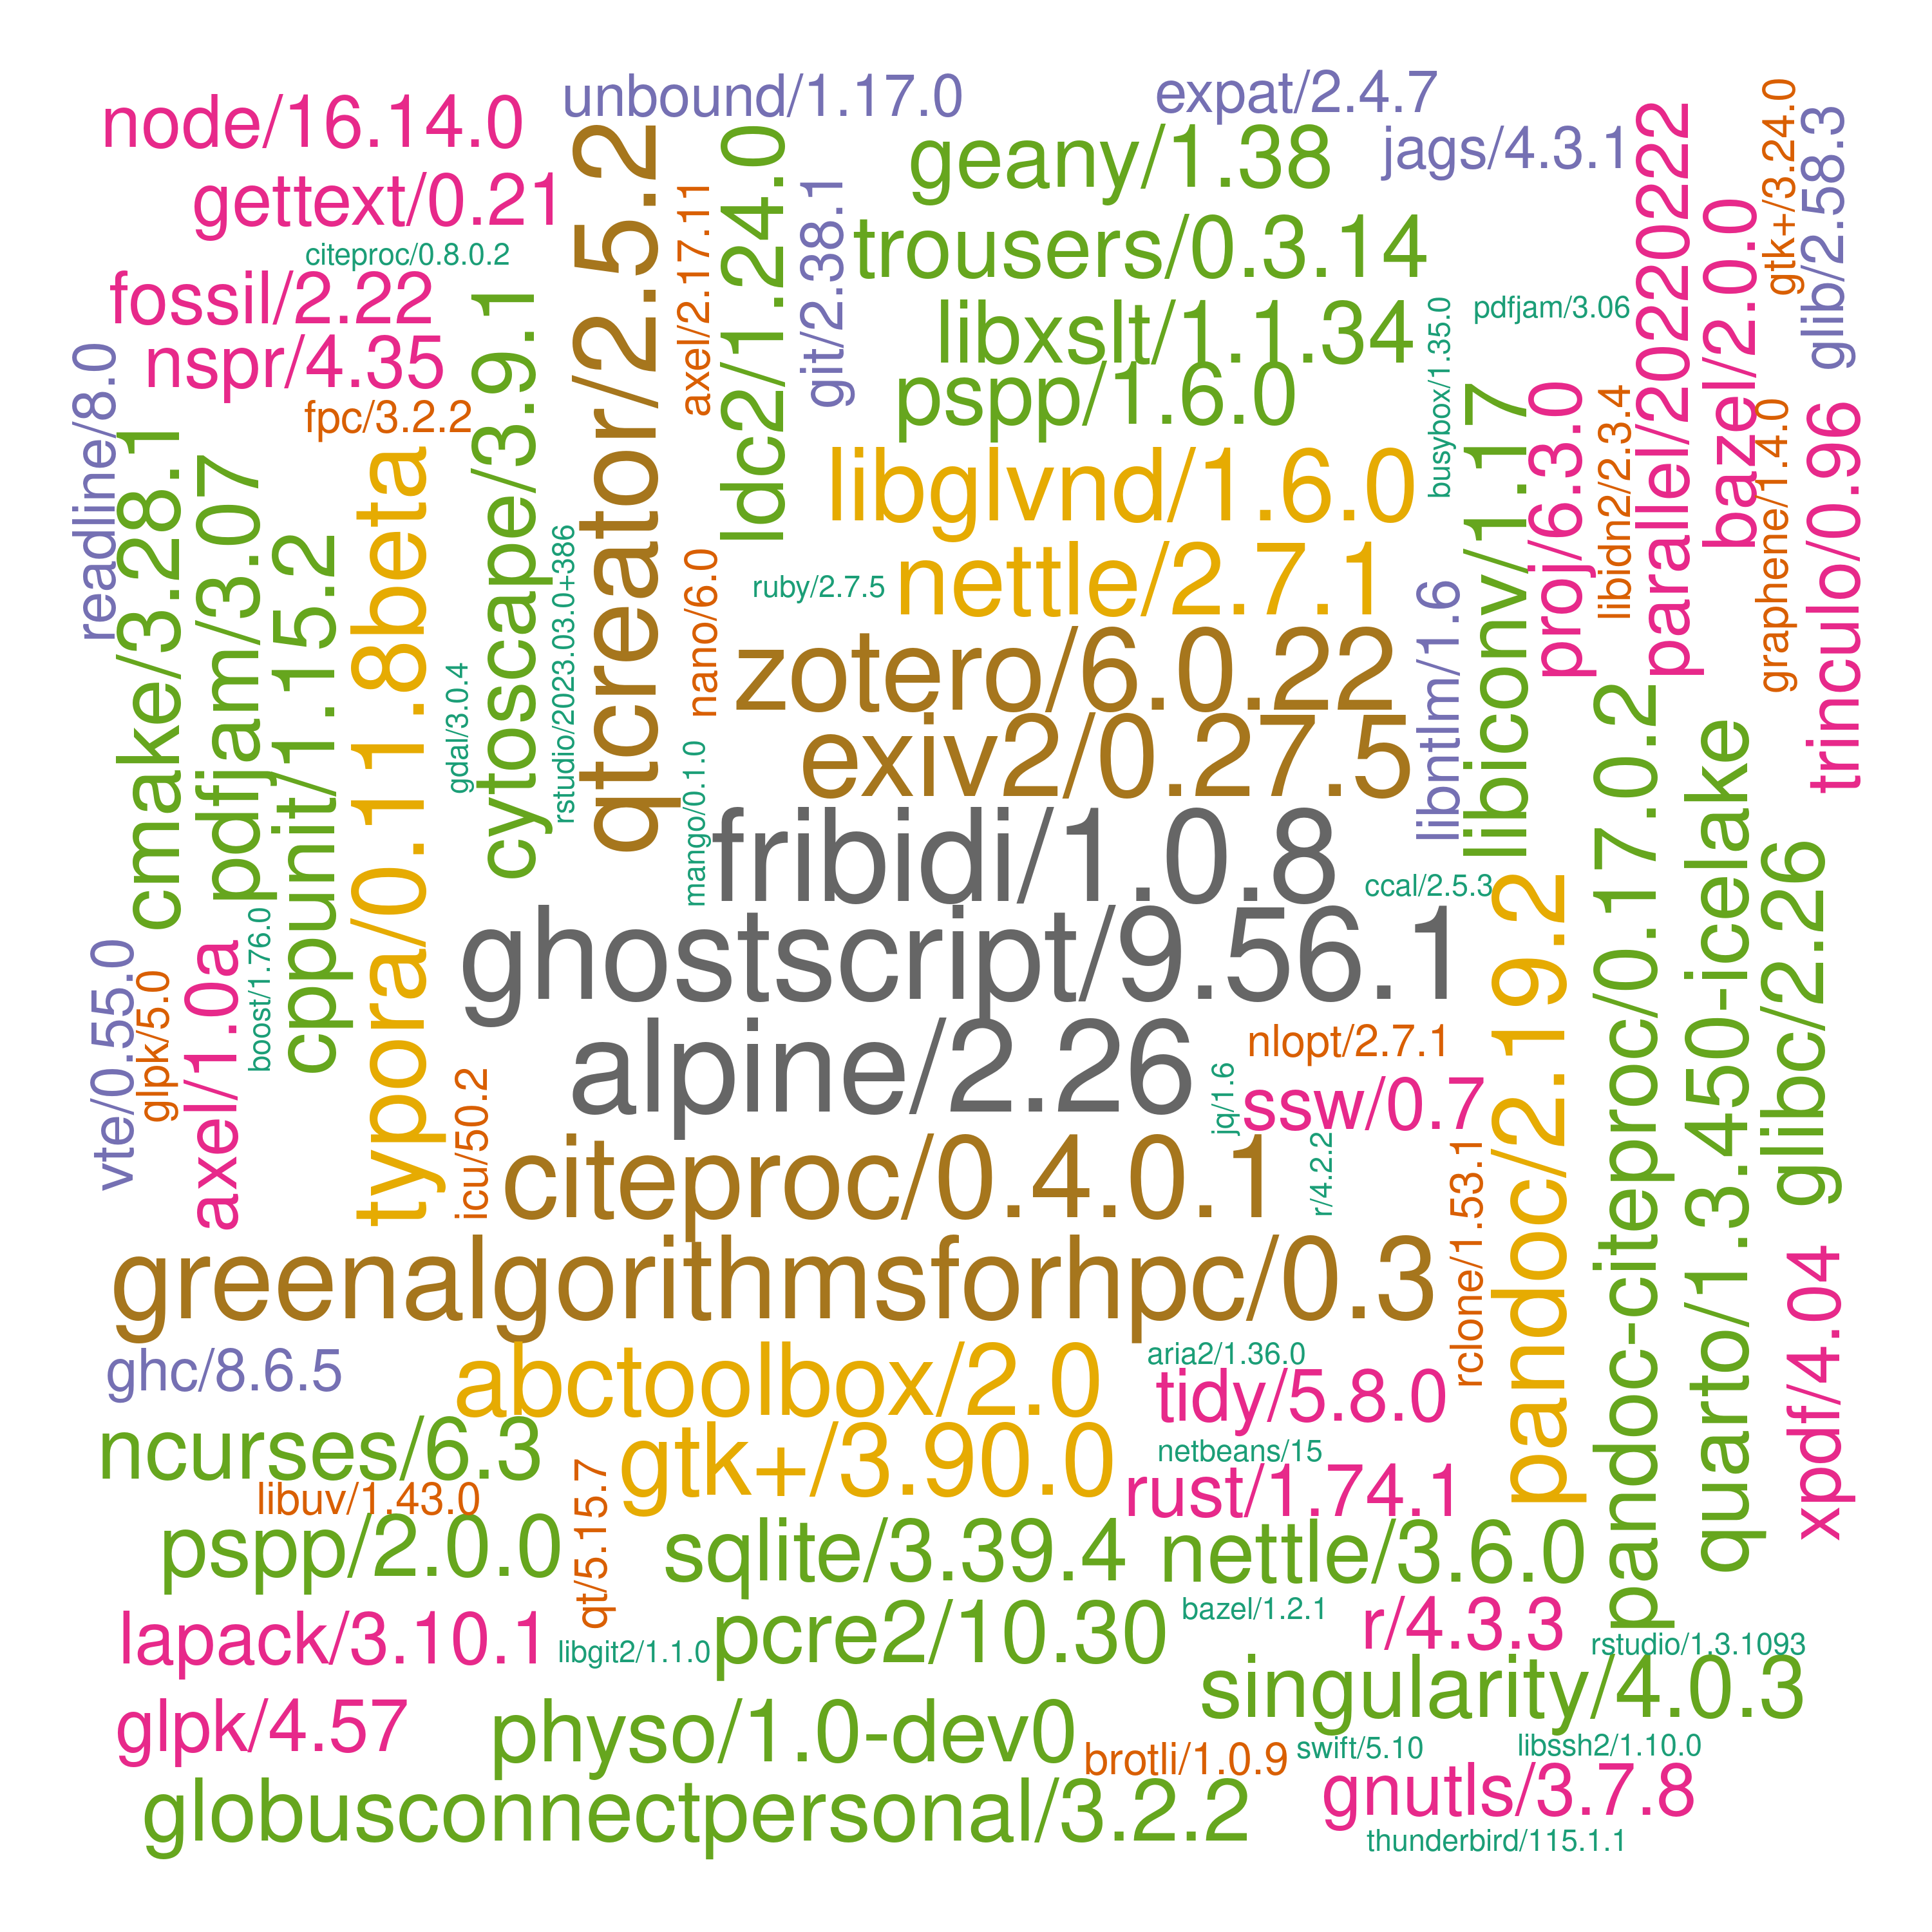 unbound/1.17.0
expat/2.4.7
node/16.14.0
geany/1.38
jags/4.3.1
gettext/0.21
citeproc/0.8.0.2
trousers/0.3.14
fossil/2.22
libxslt/1.1.34
pdfjam/3.06
nspr/4.35
pspp/1.6.0
fpc/3.2.2
libglvnd/1.6.0
nettle/2.7.1
ruby/2.7.5
zotero/6.0.22
exiv2/0.27.5
fribidi/1.0.8
ccal/2.5.3
ghostscript/9.56.1
alpine/2.26
nlopt/2.7.1
ssw/0.7
citeproc/0.4.0.1
greenalgorithmsforhpc/0.3
ghc/8.6.5
abctoolbox/2.0
aria2/1.36.0
tidy/5.8.0
ncurses/6.3
gtk+/3.90.0
netbeans/15
rust/1.74.1
libuv/1.43.0
pspp/2.0.0
sqlite/3.39.4
nettle/3.6.0
lapack/3.10.1
libgit2/1.1.0
pcre2/10.30
bazel/1.2.1
r/4.3.3
rstudio/1.3.1093
singularity/4.0.3
glpk/4.57
physo/1.0-dev0
brotli/1.0.9
swift/5.10
libssh2/1.10.0
globusconnectpersonal/3.2.2
gnutls/3.7.8
thunderbird/115.1.1
readline/8.0
cmake/3.28.1
pdfjam/3.07
cppunit/1.15.2
typora/0.11.8beta
gdal/3.0.4
cytoscape/3.9.1
rstudio/2023.03.0+386
qtcreator/2.5.2
axel/2.17.11
nano/6.0
mango/0.1.0
ldc2/1.24.0
git/2.38.1
vte/0.55.0
glpk/5.0
axel/1.0a
boost/1.76.0
icu/50.2
qt/5.15.7
jq/1.6
r/4.2.2
rclone/1.53.1
busybox/1.35.0
libntlm/1.6
libiconv/1.17
proj/6.3.0
libidn2/2.3.4
parallel/20220222
bazel/2.0.0
gtk+/3.24.0
glib/2.58.3
graphene/1.4.0
trinculo/0.96
pandoc/2.19.2
pandoc-citeproc/0.17.0.2
quarto/1.3.450-icelake
glibc/2.26
xpdf/4.04